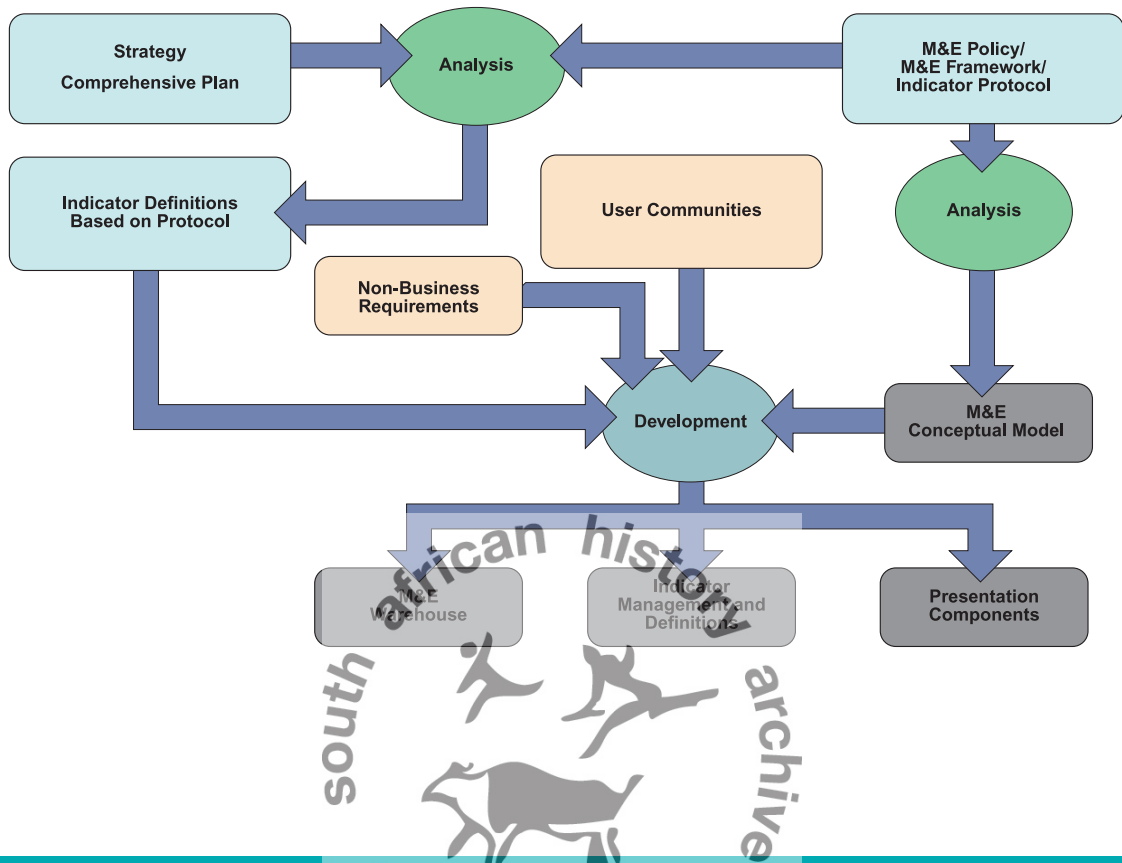 Strategy
Comprehensive Plan
Analysis
M&E Policy/
M&E Framework/
Indicator Protocol
Indicator Definitions
Based on Protocol
User Communities
Analysis
Non-Business
Requirements
Development
M&E
Conceptual Model
M&E
Warehouse
Indicator
Management and
Definitions
Presentation
Components
south african history archive